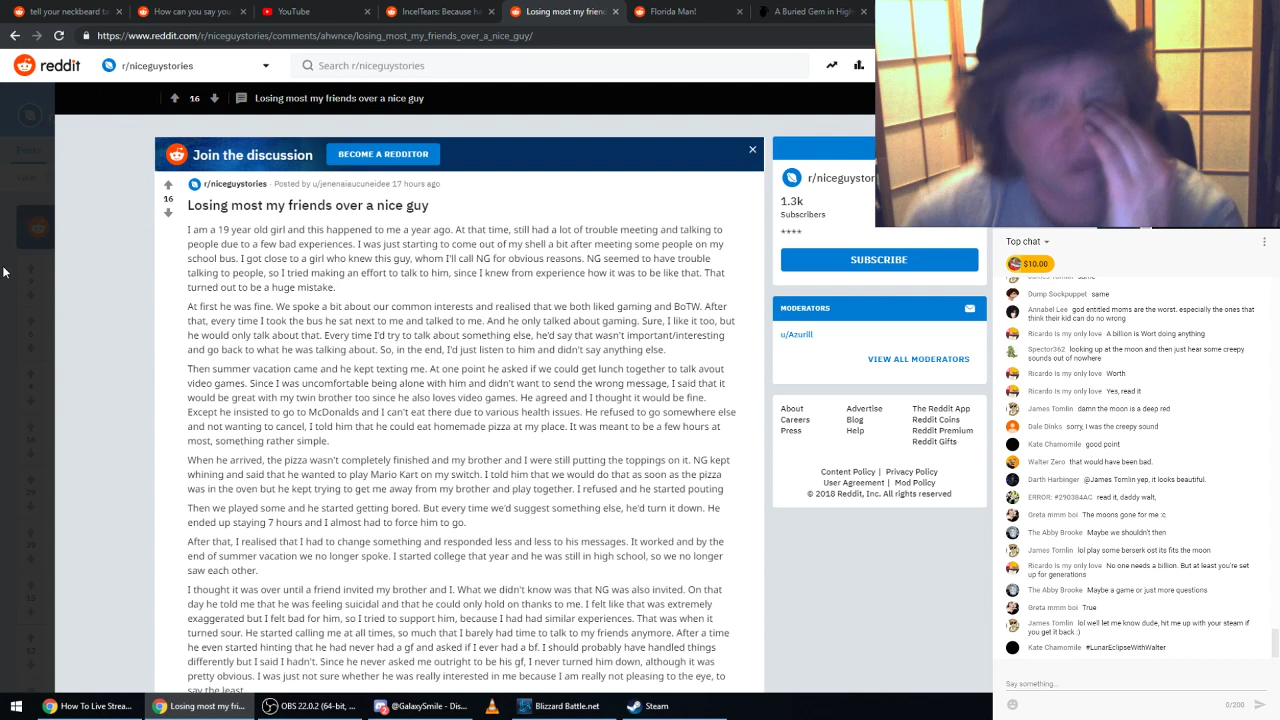 tell your neckbeard ta
How can you say you
YouTube
IncelTears: Because ha
Losing most my friends
Florida Man!
A Buried Gem in High
https://www.reddit.com/r/niceguystories/comments/ahwnce/losing_most_my_friends_over_a_nice_guy/
reddit
r/niceguystories
Search r/niceguystories
16
Losing most my friends over a nice guy
Join the discussion
BECOME A REDDITOR
r/niceguystories · Posted by u/jenenaiaucuneidee 17 hours ago
16
Losing most my friends over a nice guy
I am a 19 year old girl and this happened to me a year ago. At that time, still had a lot of trouble meeting and talking to
people due to a few bad experiences. I was just starting to come out of my shell a bit after meeting some people on my
school bus. I got close to a girl who knew this guy, whom I'll call NG for obvious reasons. NG seemed to have trouble
talking to people, so I tried making an effort to talk to him, since I knew from experience how it was to be like that. That
turned out to be a huge mistake.
At first he was fine. We spoke a bit about our common interests and realised that we both liked gaming and BoTW. After
that, every time I took the bus he sat next to me and talked to me. And he only talked about gaming. Sure, I like it too, but
he would only talk about that. Every time I'd try to talk about something else, he'd say that wasn't important/interesting
and go back to what he was talking about. So, in the end, I'd just listen to him and didn't say anything else.
Then summer vacation came and he kept texting me. At one point he asked if we could get lunch together to talk avout
video games. Since I was uncomfortable being alone with him and didn't want to send the wrong message, I said that it
would be great with my twin brother too since he also loves video games. He agreed and I thought it would be fine.
Except he insisted to go to McDonalds and I can't eat there due to various health issues. He refused to go somewhere else
and not wanting to cancel, I told him that he could eat homemade pizza at my place. It was meant to be a few hours at
most, something rather simple.
When he arrived, the pizza wasn't completely finished and my brother and I were still putting the toppings on it. NG kept
whining and said that he wanted to play Mario Kart on my switch. I told him that we would do that as soon as the pizza
was in the oven but he kept trying to get me away from my brother and play together. I refused and he started pouting
Then we played some and he started getting bored. But every time we'd suggest something else, he'd turn it down. He
ended up staying 7 hours and I almost had to force him to go.
After that, I realised that I had to change something and responded less and less to his messages. It worked and by the
end of summer vacation we no longer spoke. I started college that year and he was still in high school, so we no longer
saw each other.
I thought it was over until a friend invited my brother and I. What we didn't know was that NG was also invited. On that
day he told me that he was feeling suicidal and that he could only hold on thanks to me. I felt like that was extremely
exaggerated but I felt bad for him, so I tried to support him, because I had had similar experiences. That was when it
turned sour. He started calling me at all times, so much that I barely had time to talk to my friends anymore. After a time
he even started hinting that he had never had a gf and asked if I ever had a bf. I should probably have handled things
differently but I said I hadn't. Since he never asked me outright to be his gf, I never turned him down, although it was
pretty obvious. I was just not sure whether he was really interested in me because I am really not pleasing to the eye, to
say the least.
r/niceguystor
1.3k
Subscribers
****
SUBSCRIBE
MODERATORS
u/Azurill
VIEW ALL MODERATORS
About
Careers
Press
Advertise
Blog
Help
The Reddit App
Reddit Coins
Reddit Premium
Reddit Gifts
Content Policy | Privacy Policy
User Agreement | Mod Policy
© 2018 Reddit, Inc. All rights reserved
Top chat
$10.00
James Tomlin same
Dump Sockpuppet same
Annabel Lee god entitled moms are the worst. especially the ones that
think their kid can do no wrong
Ricardo Is my only love A billion is Wort doing anything
Spector362 looking up at the moon and then just hear some creepy
sounds out of nowhere
Ricardo Is my only love Worth
Ricardo Is my only love Yes, read it
James Tomlin damn the moon is a deep red
Dale Dinks sorry, I was the creepy sound
Kate Chamomile good point
Walter Zero that would have been bad.
Darth Harbinger @James Tomlin yep, it looks beautiful.
ERROR: #290384AC read it, daddy walt,
Greta mmm boi The moons gone for me :c
The Abby Brooke Maybe we shouldn't then
James Tomlin lol play some berserk ost its fits the moon
Ricardo Is my only love No one needs a billion. But at least you're set
up for generations
The Abby Brooke Maybe a game or just more questions
Greta mmm boi True
James Tomlin lol well let me know dude, hit me up with your steam if
you get it back :)
Kate Chamomile #LunarEclipseWithWalter
Say something...
0/200
How To Live Strea...
Losing most my fri...
OBS 22.0.2 (64-bit, ...
@GalaxySmile - Dis...
Blizzard Battle.net
Steam